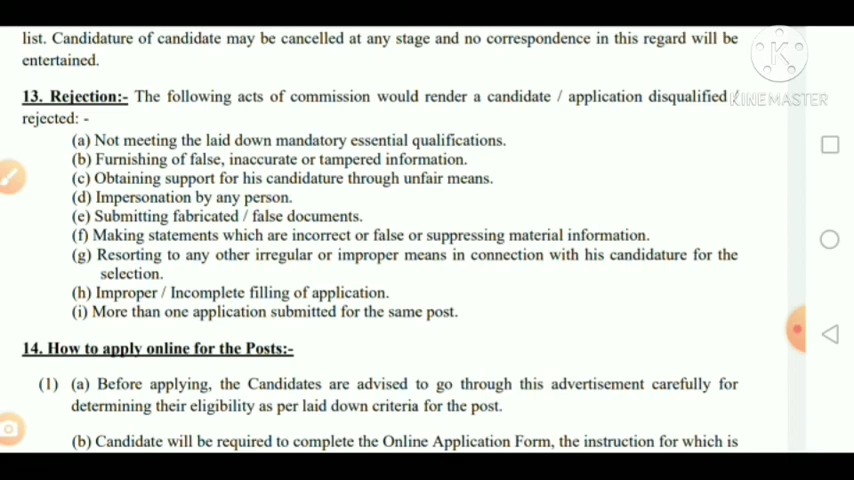 list. Candidature of candidate may be cancelled at any stage and no correspondence in this regard will be
entertained.
13. Rejection:- The following acts of commission would render a candidate / application disqualified /
rejected: -
(a) Not meeting the laid down mandatory essential qualifications.
(b) Furnishing of false, inaccurate or tampered information.
(c) Obtaining support for his candidature through unfair means.
(d) Impersonation by any person.
(e) Submitting fabricated / false documents.
(f) Making statements which are incorrect or false or suppressing material information.
(g) Resorting to any other irregular or improper means in connection with his candidature for the
selection.
(h) Improper / Incomplete filling of application.
(i) More than one application submitted for the same post.
14. How to apply online for the Posts:-
(1) (a) Before applying, the Candidates are advised to go through this advertisement carefully for
determining their eligibility as per laid down criteria for the post.
(b) Candidate will be required to complete the Online Application Form, the instruction for which is
K
KINEMASTER